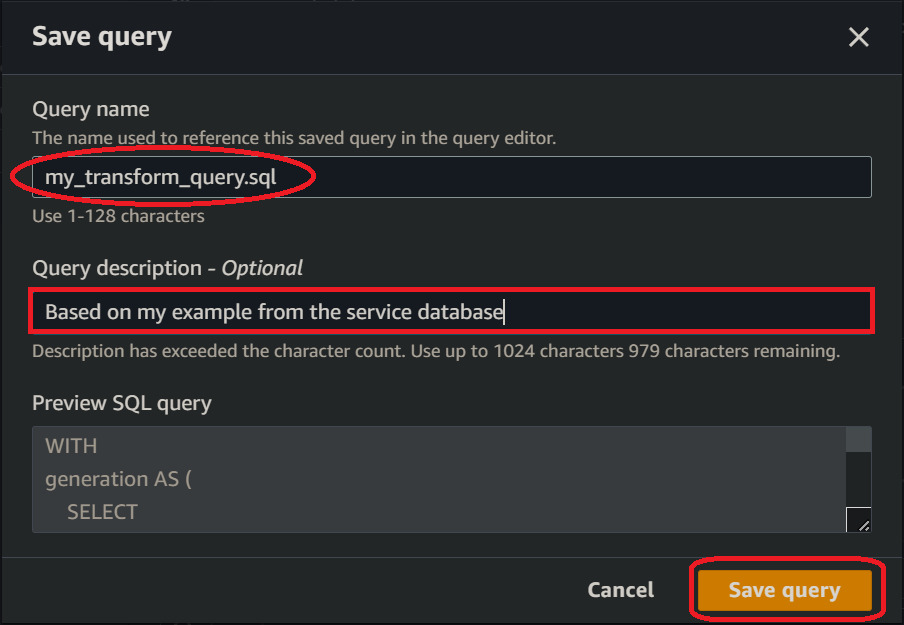 Save query
Query name
The name used to reference this saved query in the query editor.
my_transform_query.sql
Use 1-128 characters
Query description - Optional
Based on my example from the service database
Description has exceeded the character count. Use up to 1024 characters 979 characters remaining.
Preview SQL query
WITH
generation AS (
SELECT
Cancel
Save query